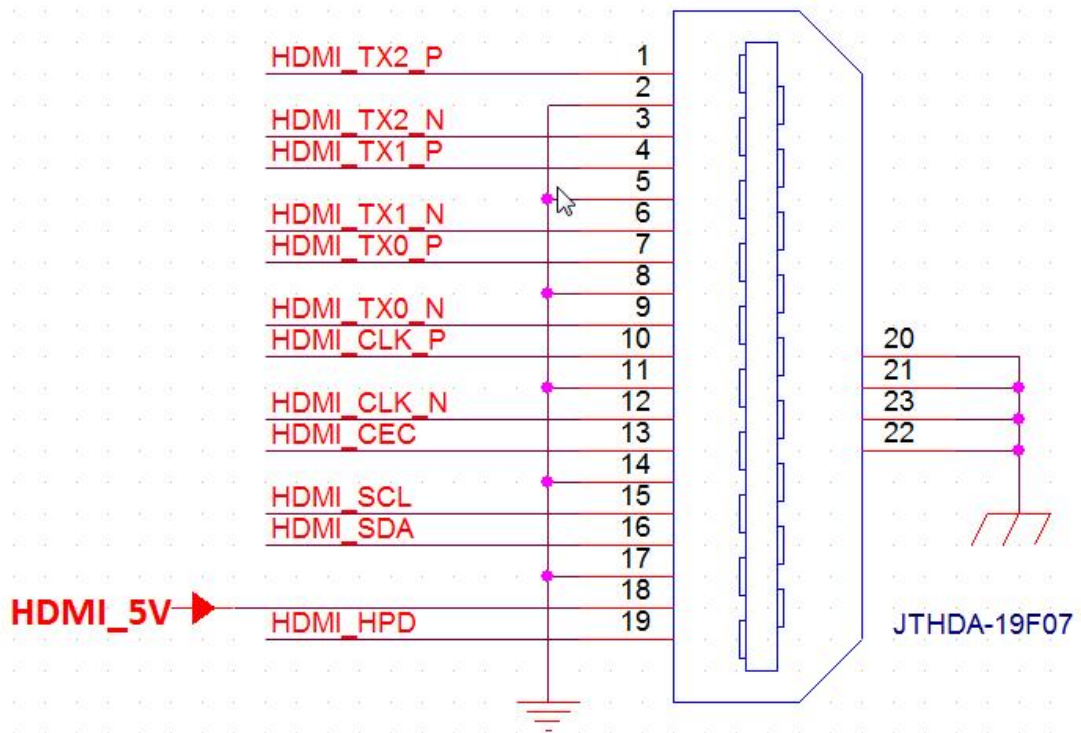 HDMI_TX2_P 1
2
HDMI_TX2_N 3
HDMI_TX1_P 4
5
HDMI_TX1_N 6
HDMI_TX0_P 7
8
HDMI_TX0_N 9
HDMI_CLK_P 10
11
HDMI_CLK_N 12
HDMI_CEC 13
14
HDMI_SCL 15
HDMI_SDA 16
17
HDMI_5V 18
HDMI_HPD 19
20
21
23
22
JTHDA-19F07